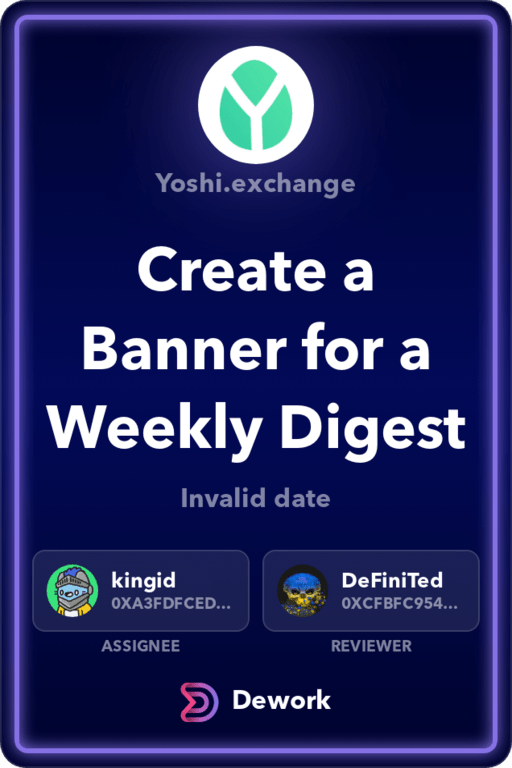 Yoshi.exchange
Create a
Banner for a
Weekly Digest
Invalid date
kingid
0XA3FDFCED...
ASSIGNEE
DeFiniTed
0XCFBFC954...
REVIEWER
Dework